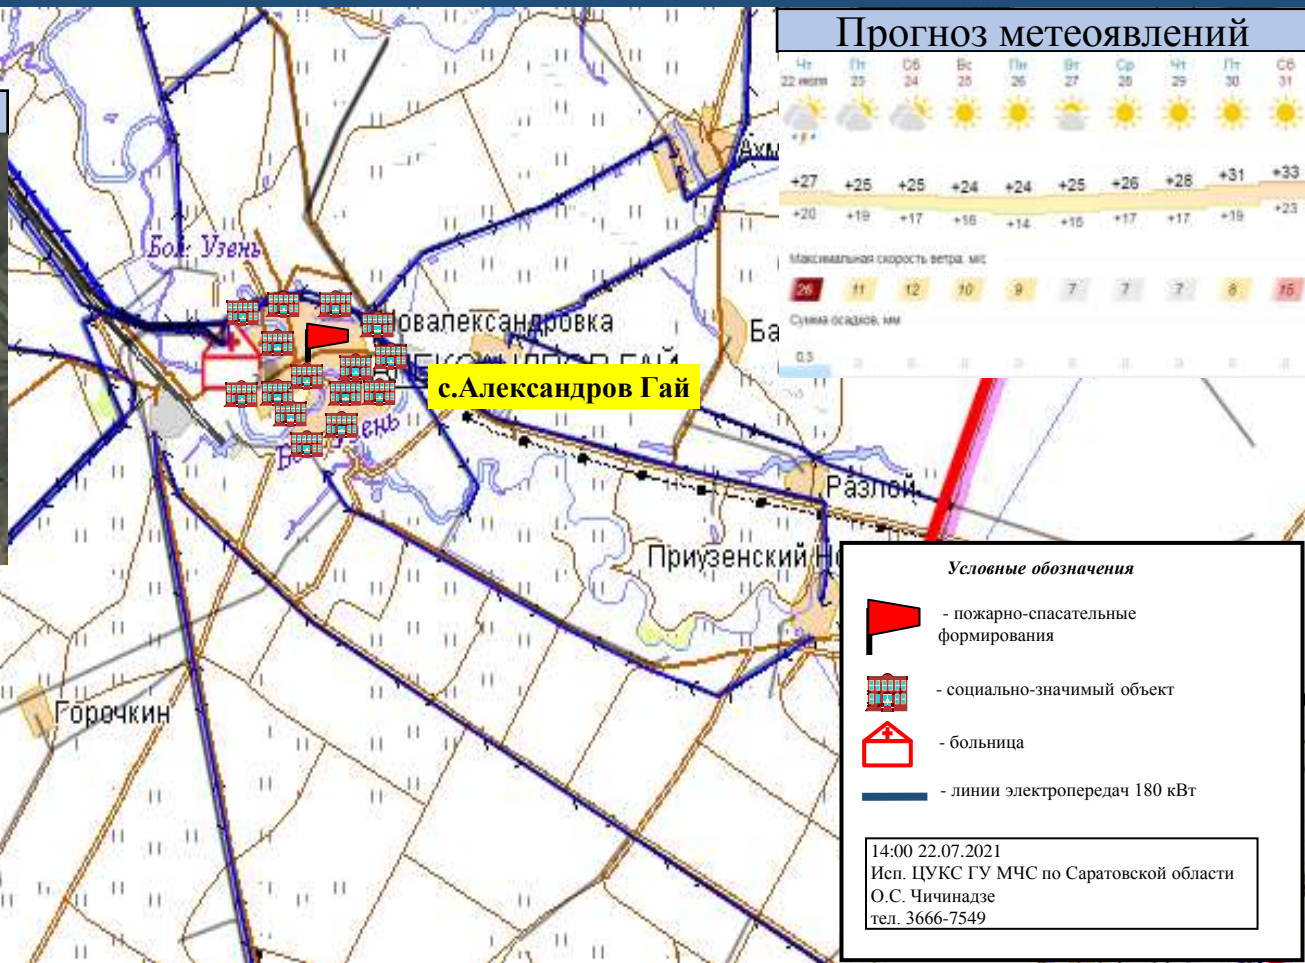 Прогноз метеоявлений
Чт Пт Сб Вс Пн Вт Ср Чт Пт Сб
22 июля 23 24 25 26 27 28 29 30 31
+27 +25 +25 +24 +24 +25 +26 +28 +31 +33
+20 +19 +17 +16 +14 +16 +17 +17 +19 +23
Максимальная скорость ветра, м/с
26 11 12 10 9 7 7 7 8 15
Сумма осадков, мм
0,3
Бол. Узень
Новалександровка
с.Александров Гай
Разлой
Приузенский
Горочкин
Условные обозначения
- пожарно-спасательные
формирования
- социально-значимый объект
- больница
- линии электропередач 180 кВт
14:00 22.07.2021
Исп. ЦУКС ГУ МЧС по Саратовской области
О.С. Чичинадзе
тел. 3666-7549